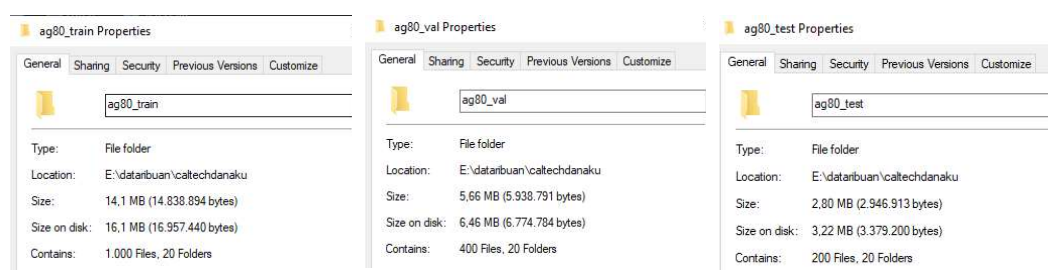 ag80_train Properties
General Sharing Security Previous Versions Customize
ag80_train
Type: File folder
Location: E:\dataribuan\caltechdanaku
Size: 14,1 MB (14.838.894 bytes)
Size on disk: 16,1 MB (16.957.440 bytes)
Contains: 1.000 Files, 20 Folders
ag80_val Properties
General Sharing Security Previous Versions Customize
ag80_val
Type: File folder
Location: E:\dataribuan\caltechdanaku
Size: 5,66 MB (5.938.791 bytes)
Size on disk: 6,46 MB (6.774.784 bytes)
Contains: 400 Files, 20 Folders
ag80_test Properties
General Sharing Security Previous Versions Customize
ag80_test
Type: File folder
Location: E:\dataribuan\caltechdanaku
Size: 2,80 MB (2.946.913 bytes)
Size on disk: 3,22 MB (3.379.200 bytes)
Contains: 200 Files, 20 Folders